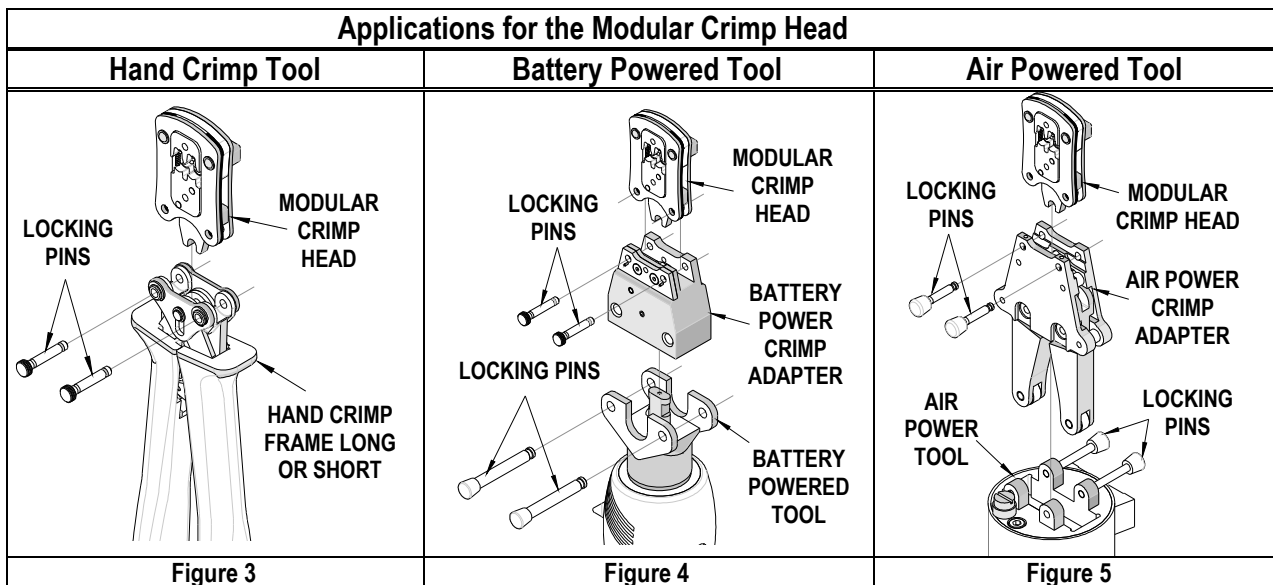 Applications for the Modular Crimp Head
Hand Crimp Tool
Battery Powered Tool
Air Powered Tool
MODULAR
CRIMP
HEAD
LOCKING
PINS
HAND CRIMP
FRAME LONG
OR SHORT
MODULAR
CRIMP
HEAD
LOCKING
PINS
BATTERY
POWER
CRIMP
ADAPTER
LOCKING PINS
BATTERY
POWERED
TOOL
LOCKING
PINS
MODULAR
CRIMP HEAD
AIR POWER
CRIMP
ADAPTER
AIR
POWER
TOOL
LOCKING
PINS
Figure 3
Figure 4
Figure 5